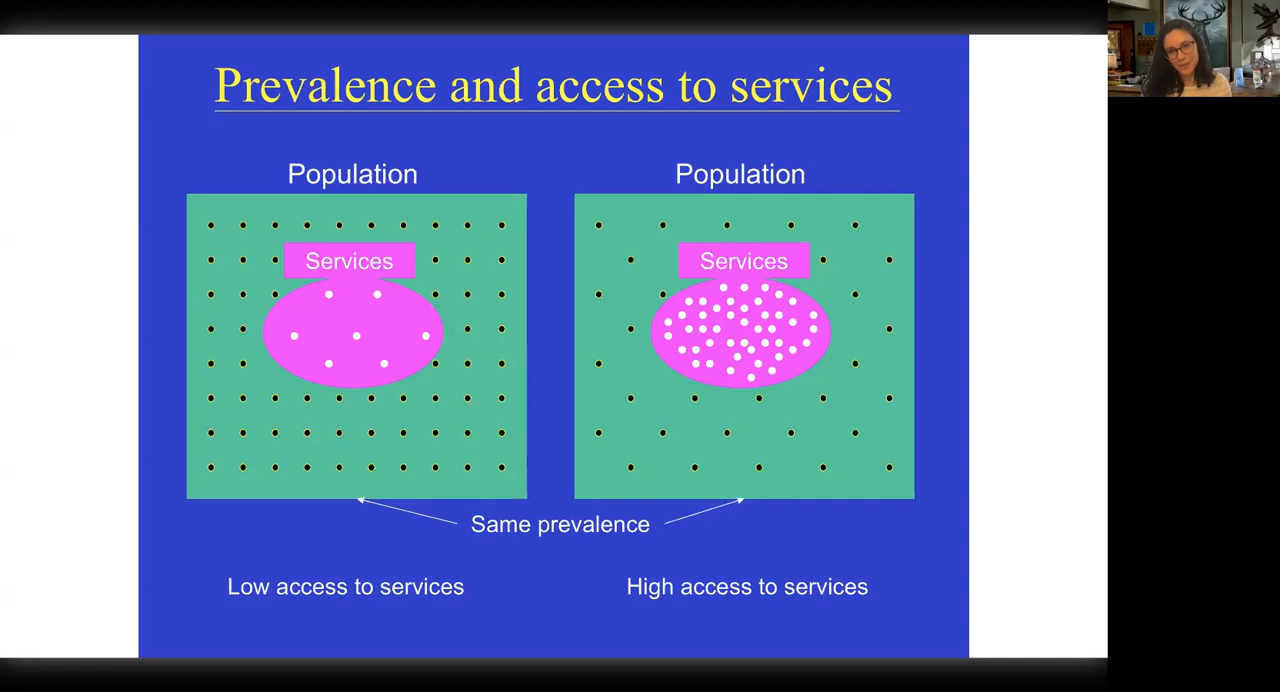 Prevalence and access to services
Population
Population
Services
Services
Same prevalence
Low access to services
High access to services